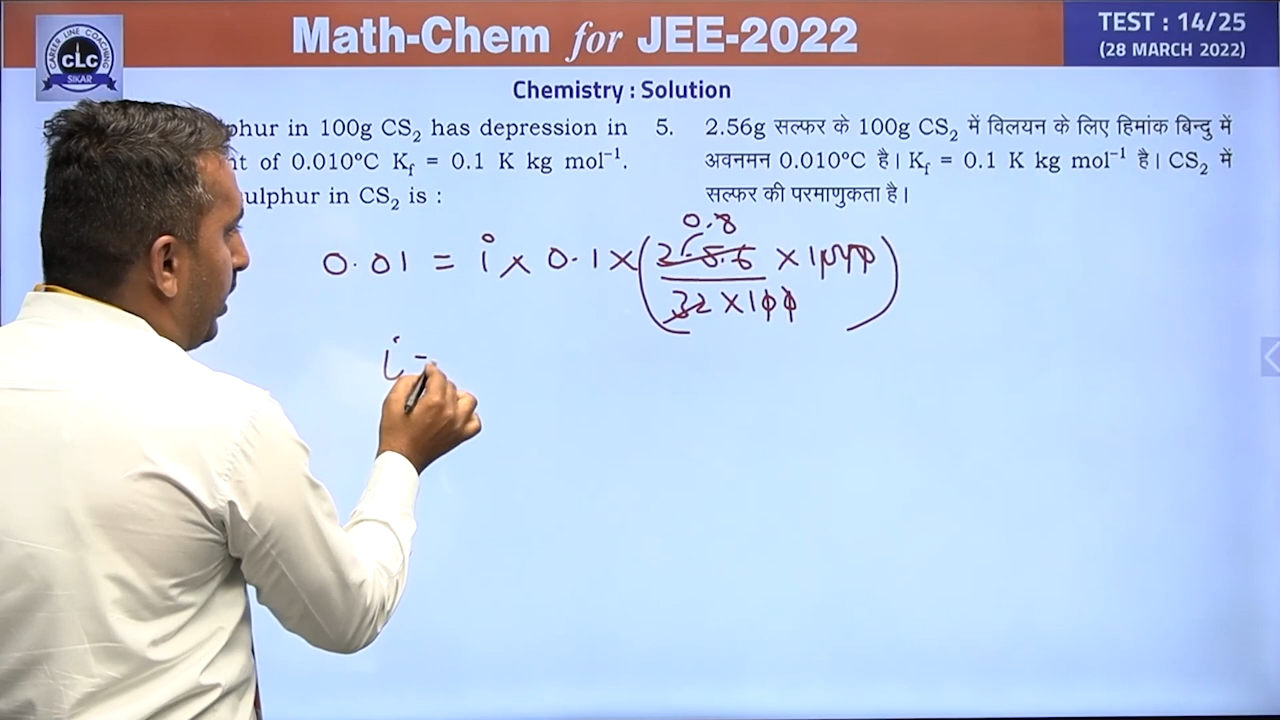 Math-Chem for JEE-2022
TEST : 14/25
(28 MARCH 2022)
CAREER LINE COACHING
CLC
SIKAR
Chemistry : Solution
in 100g CS₂ has depression in
of 0.010°C K_f = 0.1 K kg mol⁻¹.
sulphur in CS₂ is :
5. 2.56g सल्फर के 100g CS₂ में विलयन के लिए हिमांक बिन्दु में
अवनमन 0.010°C है। K_f = 0.1 K kg mol⁻¹ है। CS₂ में
सल्फर की परमाणुकता है।
0.8
0.01 = i × 0.1 × (2.56 × 1000
32 × 100)
i =